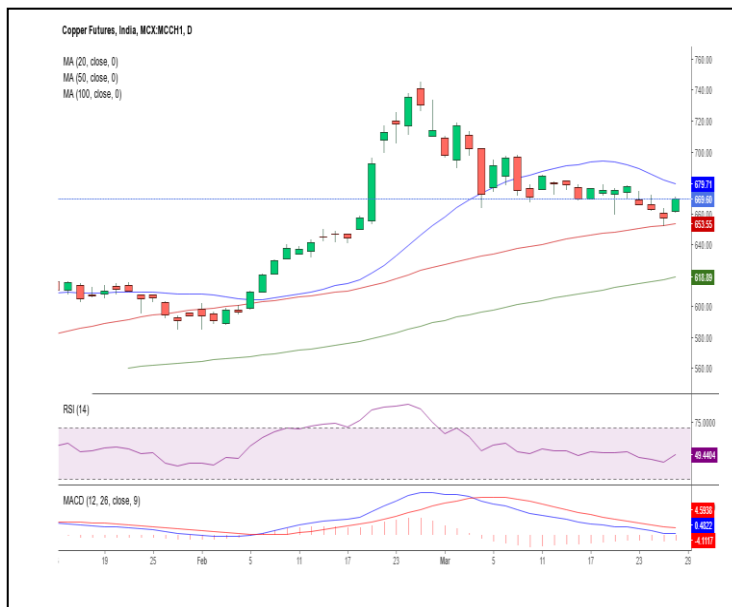 Copper Futures, India, MCX:MCCH1, D
MA (20, close, 0)
MA (50, close, 0)
MA (100, close, 0)
760.00
740.00
720.00
700.00
679.71
669.60
660.00
653.55
640.00
618.89
600.00
580.00
560.00
RSI (14)
75.0000
49.4404
MACD (12, 26, close, 9)
4.5938
0.4822
-4.1117
19 25 Feb 5 11 17 23 Mar 5 11 17 23 29